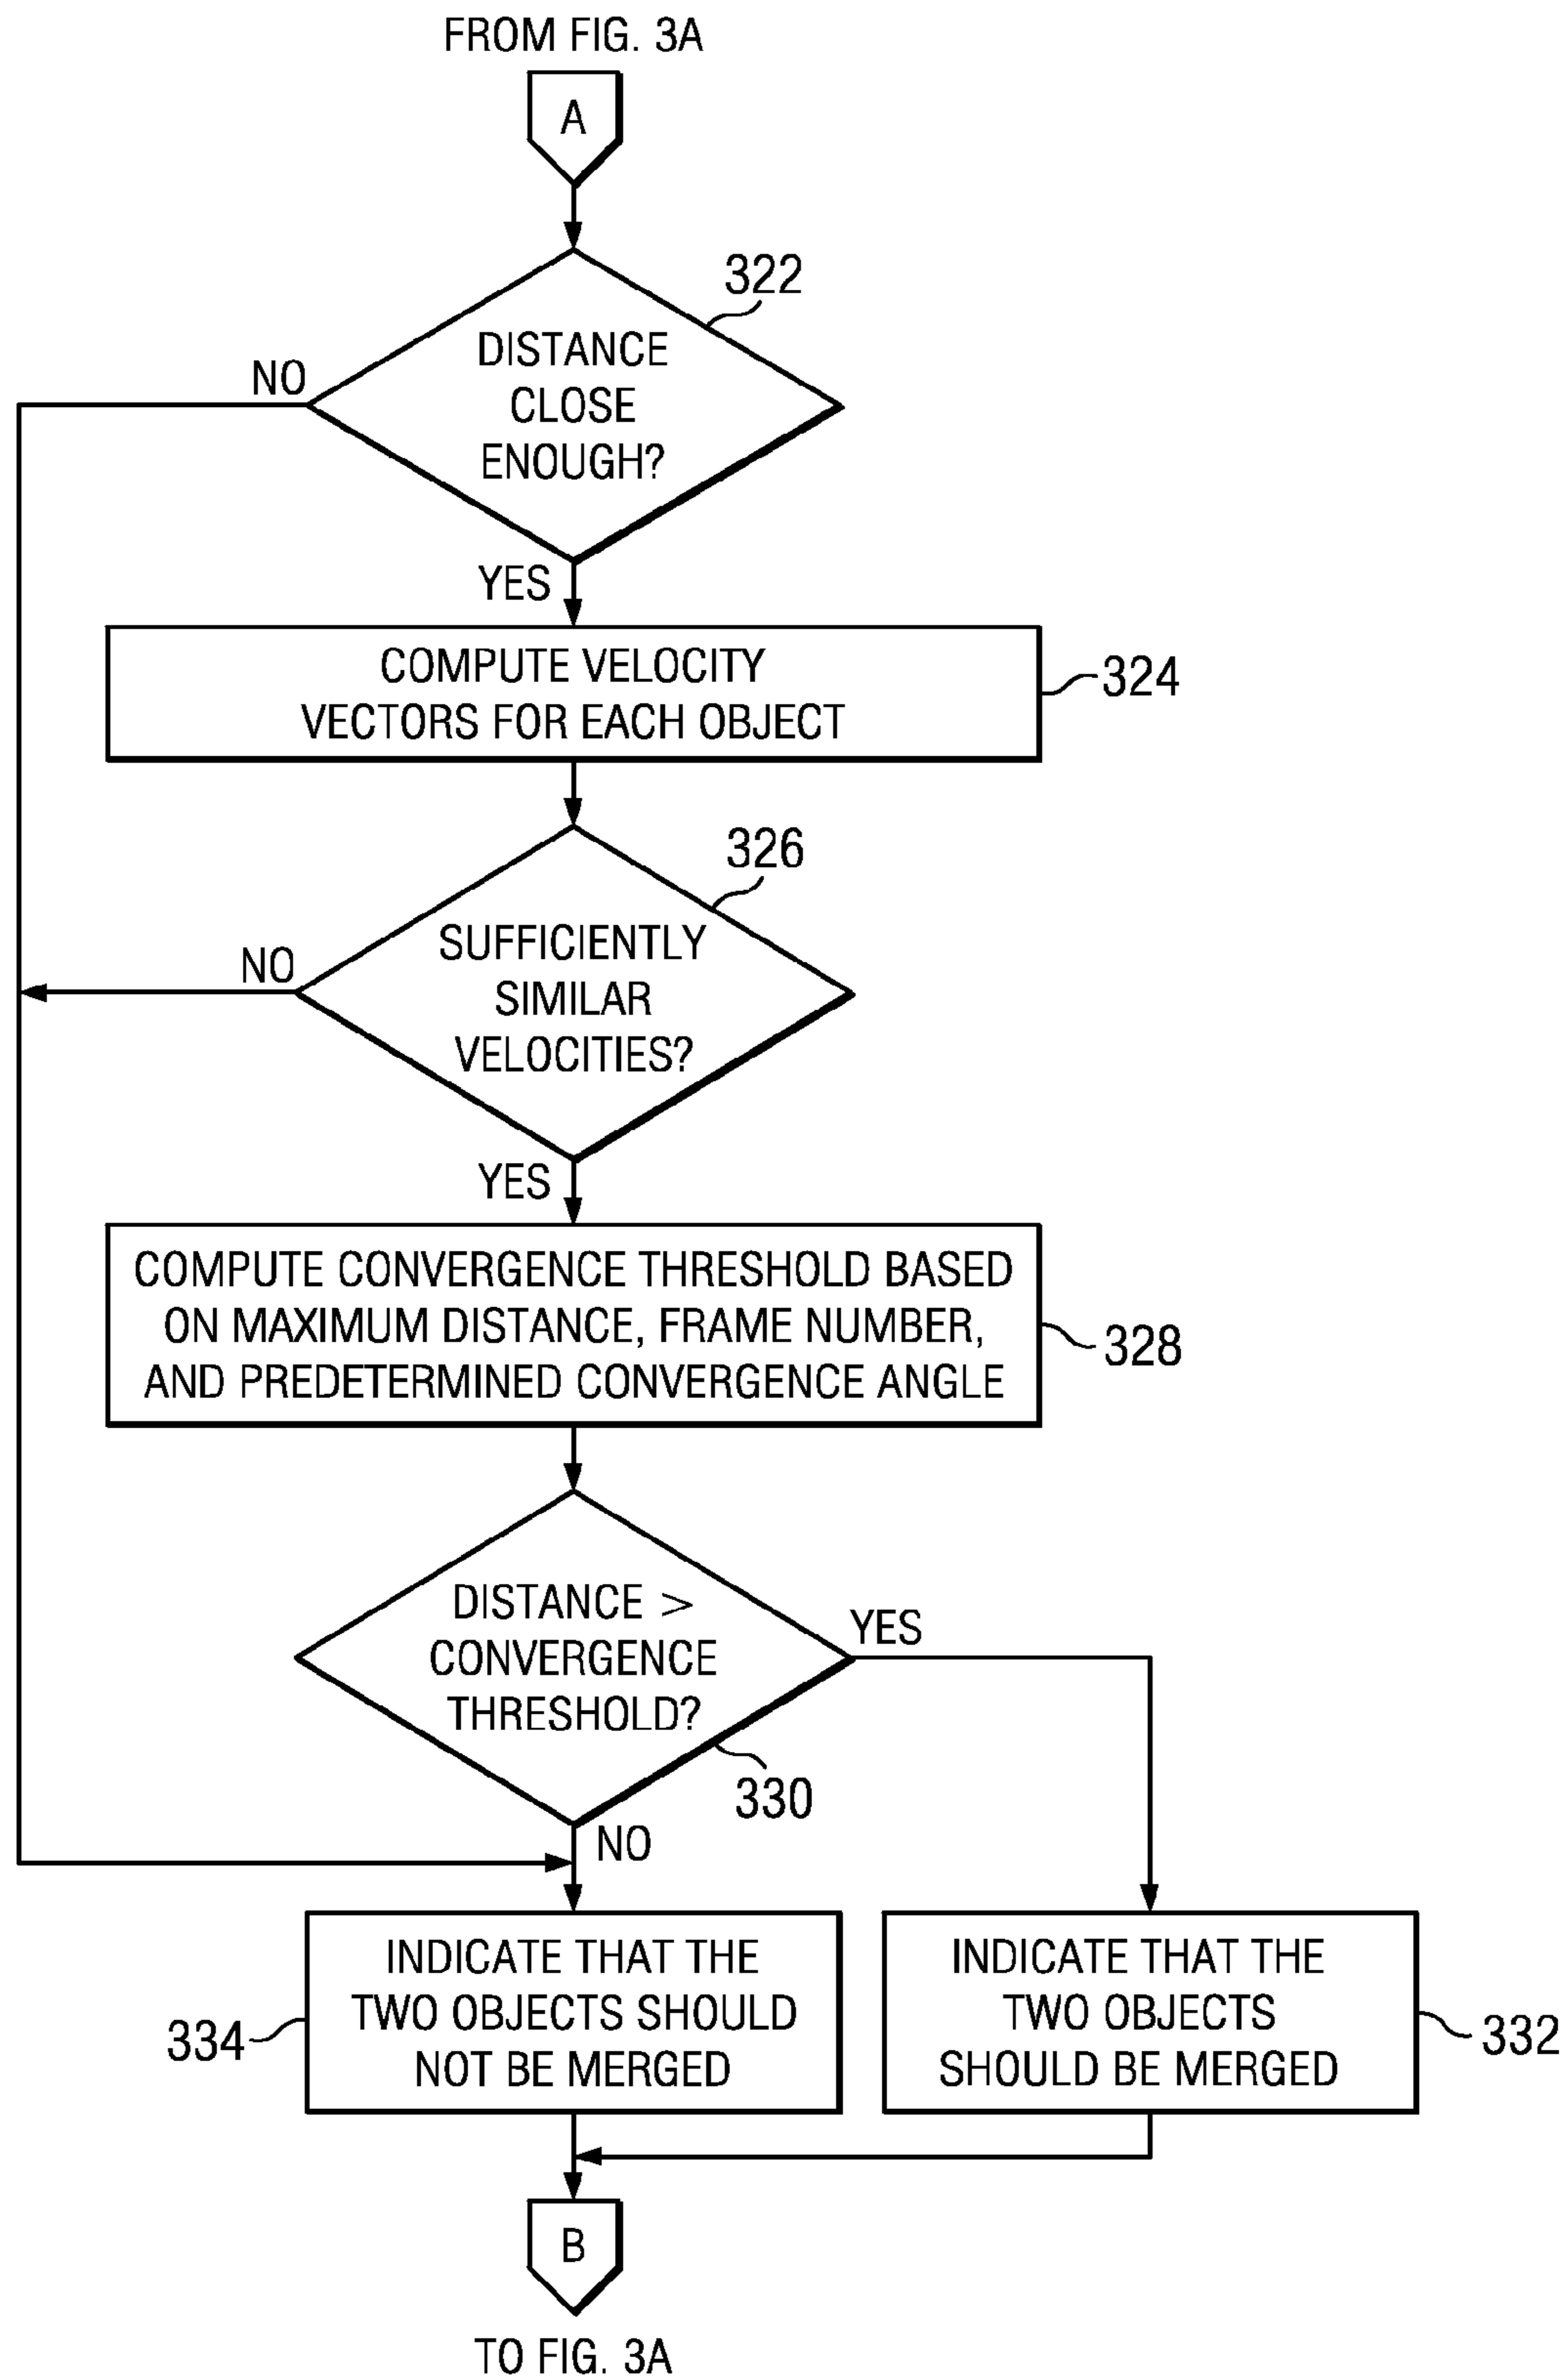 FROM FIG. 3A
A
322
DISTANCE
CLOSE
ENOUGH?
NO
YES
COMPUTE VELOCITY
VECTORS FOR EACH OBJECT
324
326
SUFFICIENTLY
SIMILAR
VELOCITIES?
NO
YES
COMPUTE CONVERGENCE THRESHOLD BASED
ON MAXIMUM DISTANCE, FRAME NUMBER,
AND PREDETERMINED CONVERGENCE ANGLE
328
DISTANCE >
CONVERGENCE
THRESHOLD?
YES
330
NO
INDICATE THAT THE
TWO OBJECTS SHOULD
NOT BE MERGED
334
INDICATE THAT THE
TWO OBJECTS
SHOULD BE MERGED
332
B
TO FIG. 3A